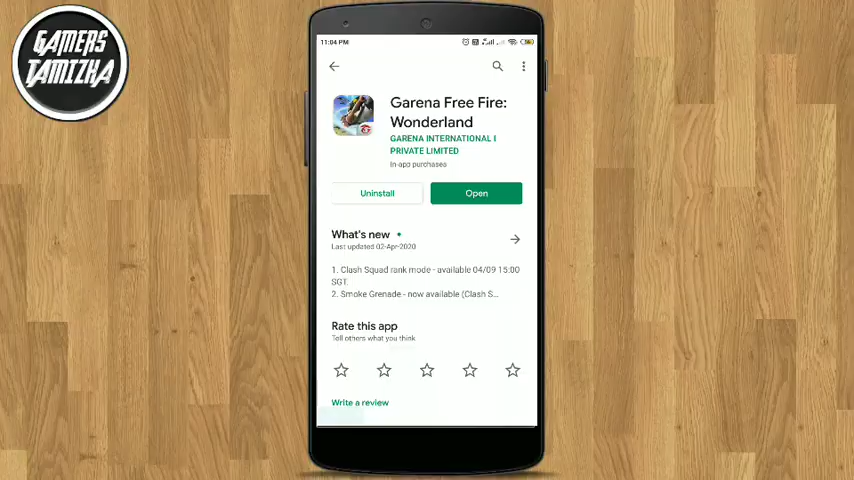 GAMERS
TAMIZHA
11:04 PM
Garena Free Fire:
Wonderland
GARENA INTERNATIONAL I
PRIVATE LIMITED
In-app purchases
Uninstall
Open
What's new
Last updated 02-Apr-2020
1. Clash Squad rank mode - available 04/09 15:00
SGT.
2. Smoke Grenade - now available (Clash S...
Rate this app
Tell others what you think
Write a review